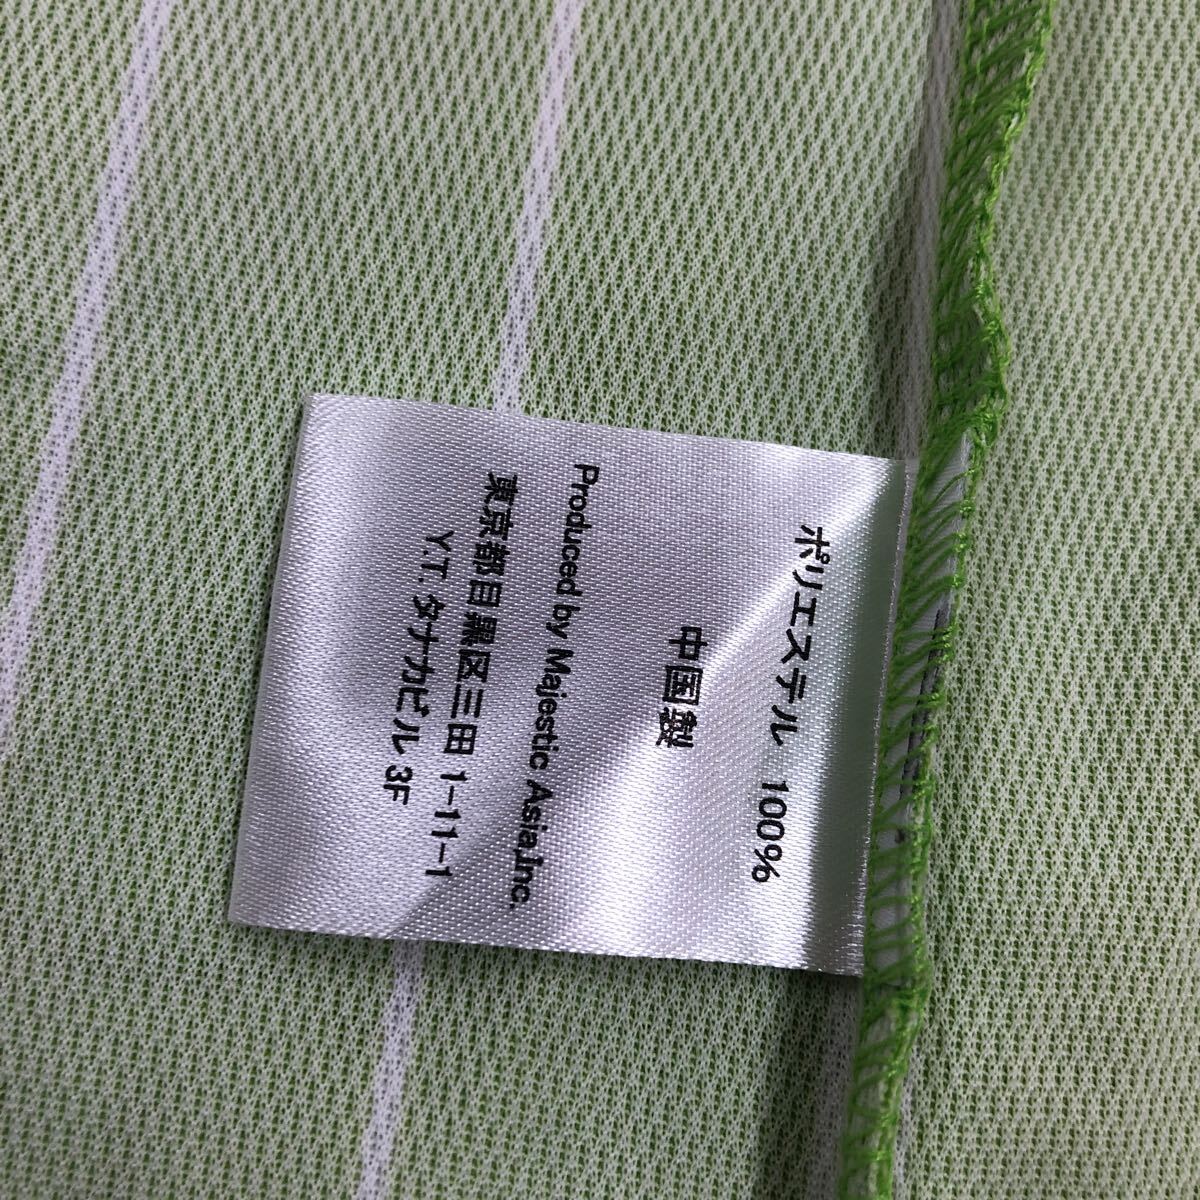 ポリエステル 100%
中国製
Produced by Majestic Asia.Inc.
東京都目黒区三田 1-11-1
Y.T. タナカビル 3F